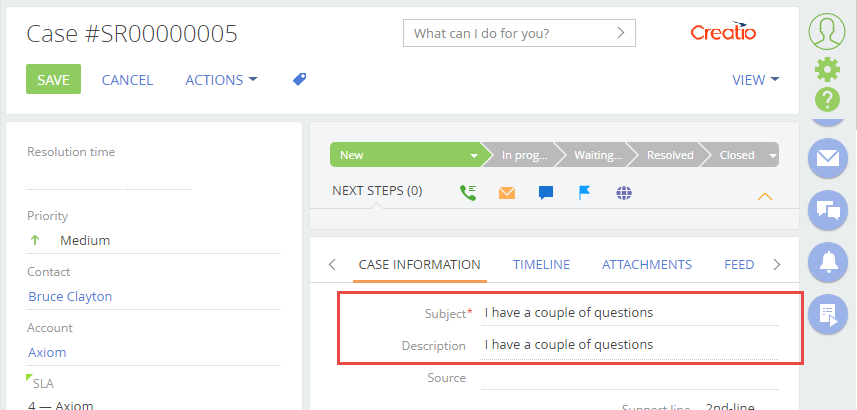 Case #SR00000005
What can I do for you?
Creatio
SAVE
CANCEL
ACTIONS
VIEW
?
Resolution time
Priority
Medium
Contact
Bruce Clayton
Account
Axiom
SLA
4 — Axiom
New
In prog...
Waiting...
Resolved
Closed
NEXT STEPS (0)
CASE INFORMATION
TIMELINE
ATTACHMENTS
FEED
Subject*
I have a couple of questions
Description
I have a couple of questions
Source
Support line
2nd-line